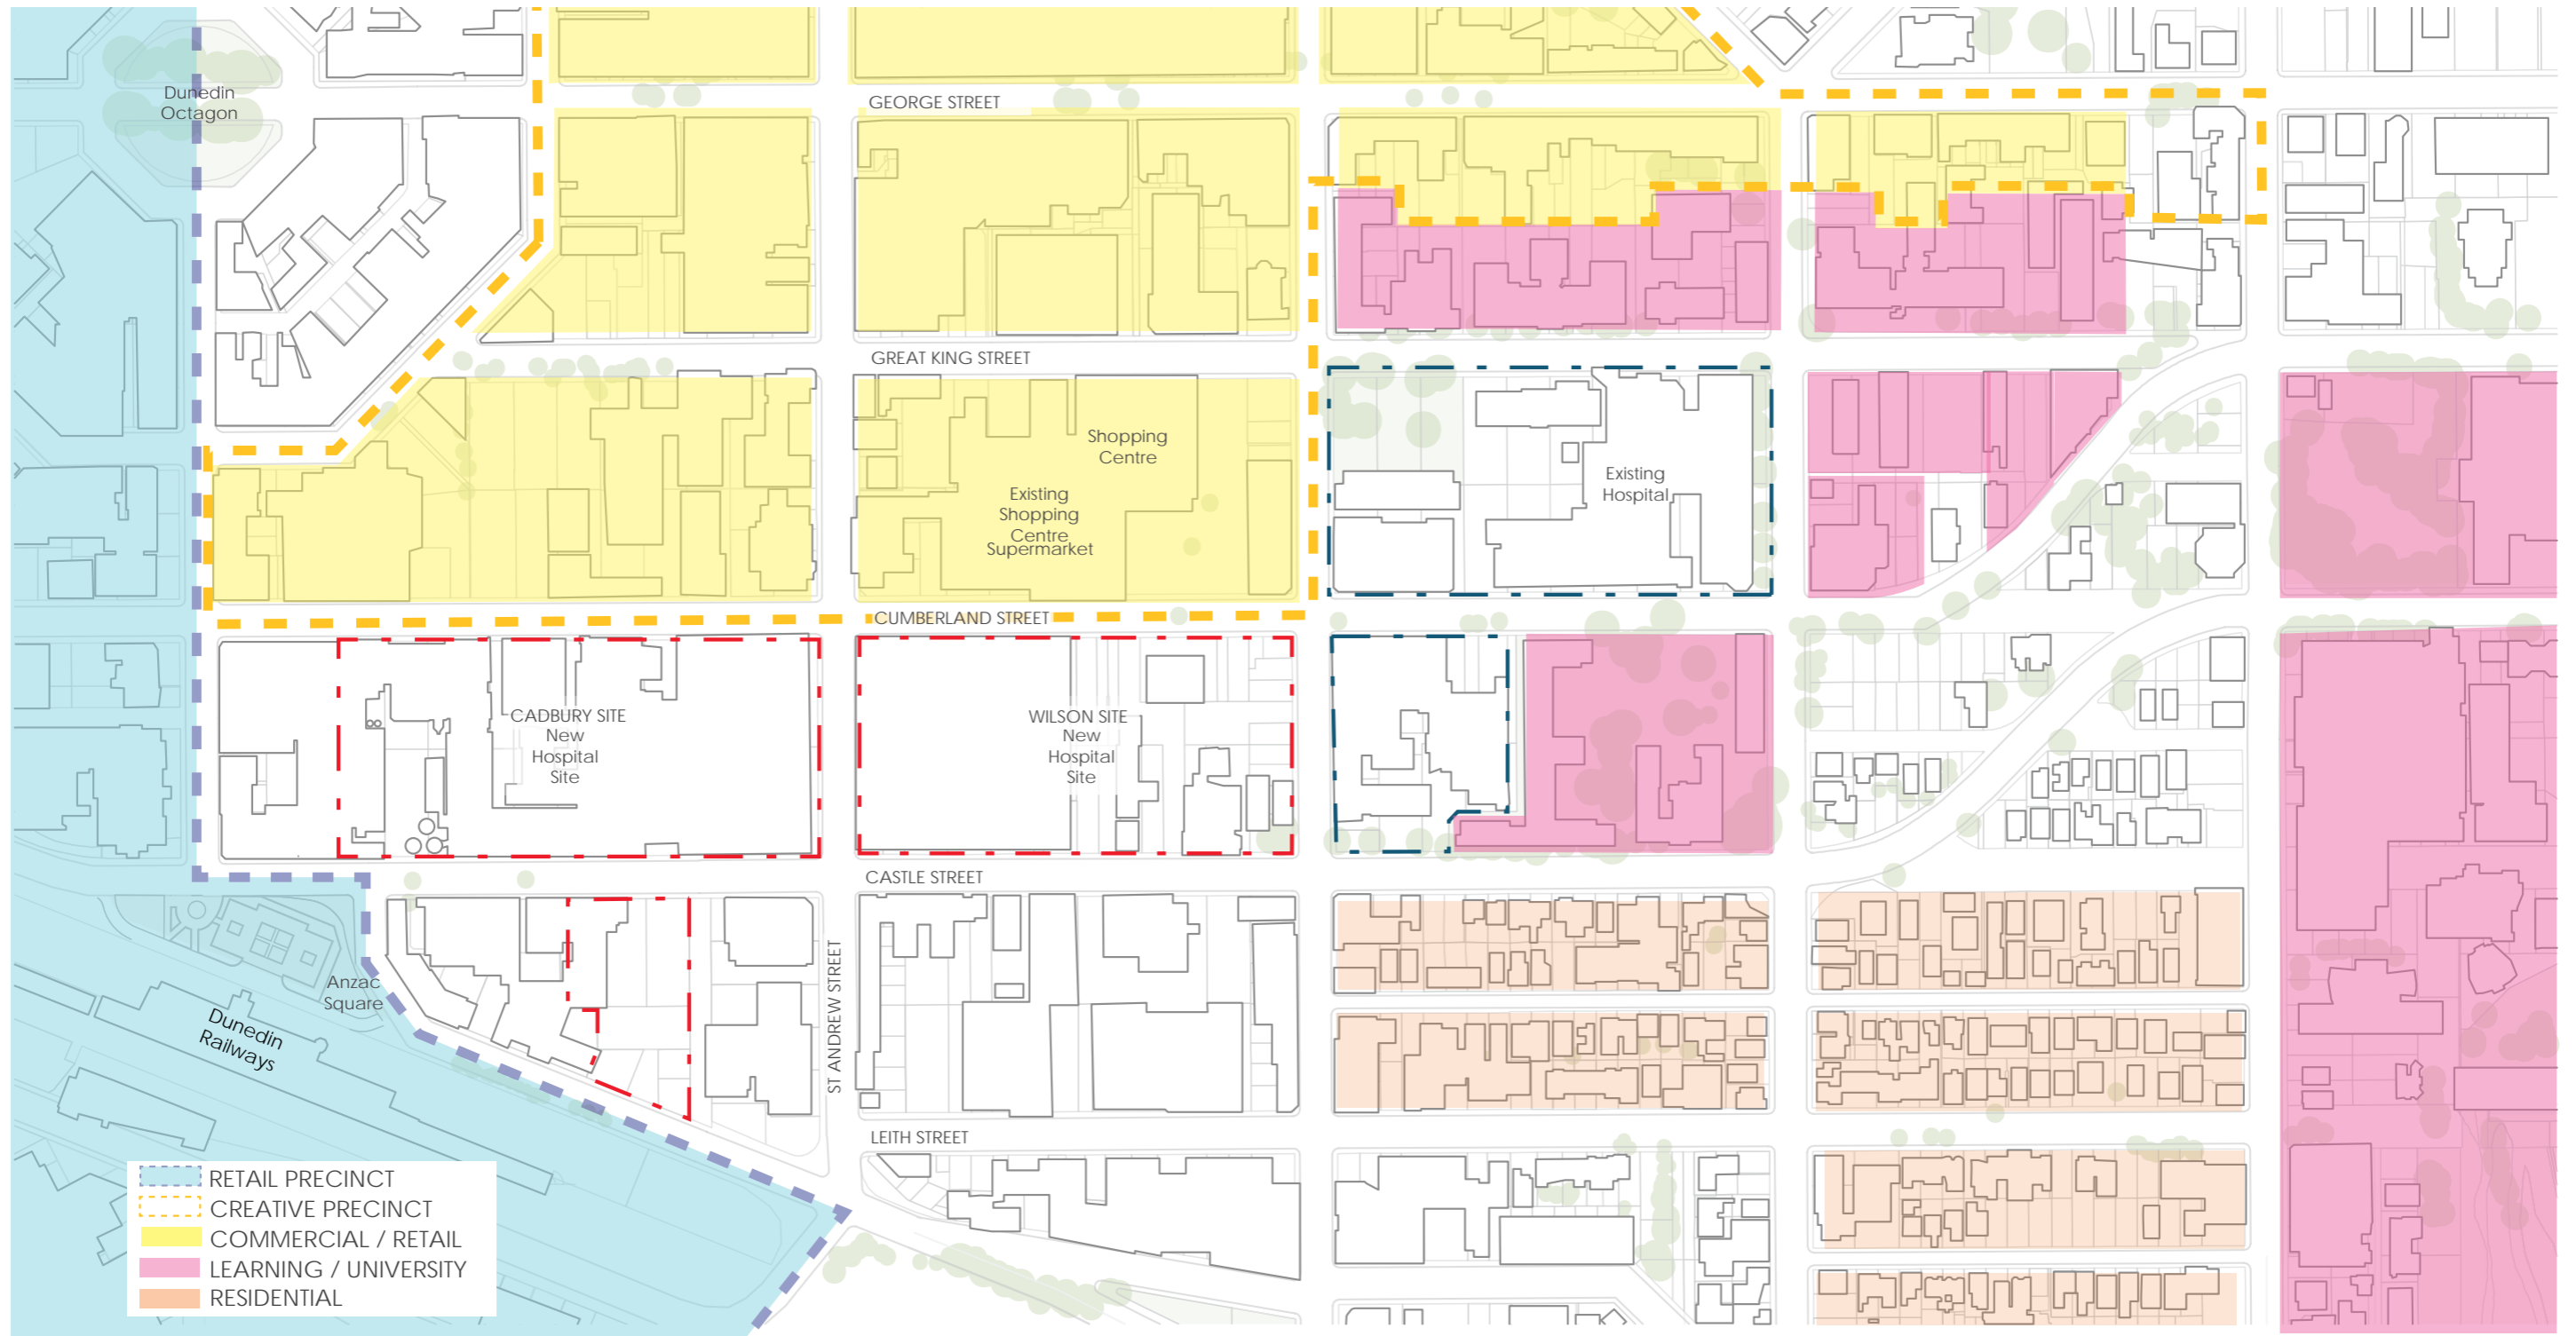 Dunedin
Octagon
GEORGE STREET
GREAT KING STREET
Shopping
Centre
Existing
Shopping
Centre
Supermarket
Existing
Hospital
CUMBERLAND STREET
CADBURY SITE
New
Hospital
Site
WILSON SITE
New
Hospital
Site
CASTLE STREET
Anzac
Square
Dunedin
Railways
ST ANDREW STREET
LEITH STREET
RETAIL PRECINCT
CREATIVE PRECINCT
COMMERCIAL / RETAIL
LEARNING / UNIVERSITY
RESIDENTIAL